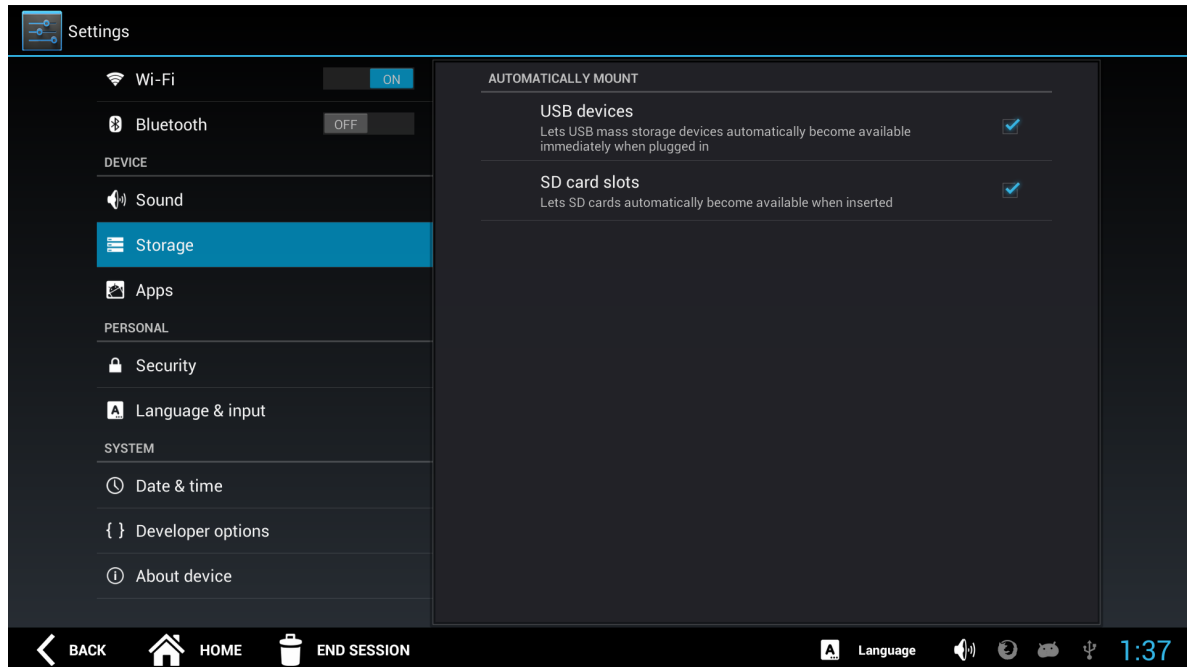 Settings
Wi-Fi
ON
Bluetooth
OFF
DEVICE
Sound
Storage
Apps
PERSONAL
Security
A
Language & input
SYSTEM
Date & time
{ } Developer options
About device
AUTOMATICALLY MOUNT
USB devices
Lets USB mass storage devices automatically become available
immediately when plugged in
SD card slots
Lets SD cards automatically become available when inserted
BACK
HOME
END SESSION
A
Language
1:37